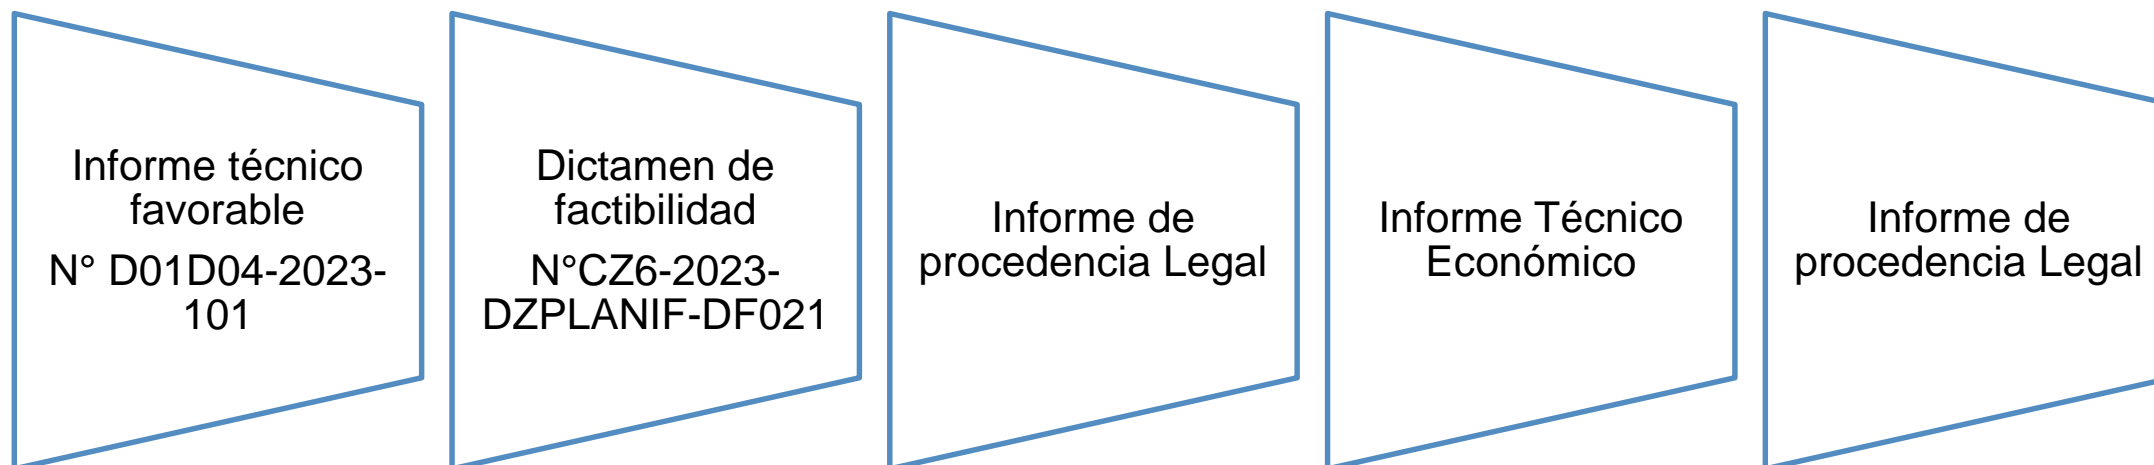 Informe técnico
favorable
N° D01D04-2023-
101
Dictamen de
factibilidad
N°CZ6-2023-
DZPLANIF-DF021
Informe de
procedencia Legal
Informe Técnico
Económico
Informe de
procedencia Legal